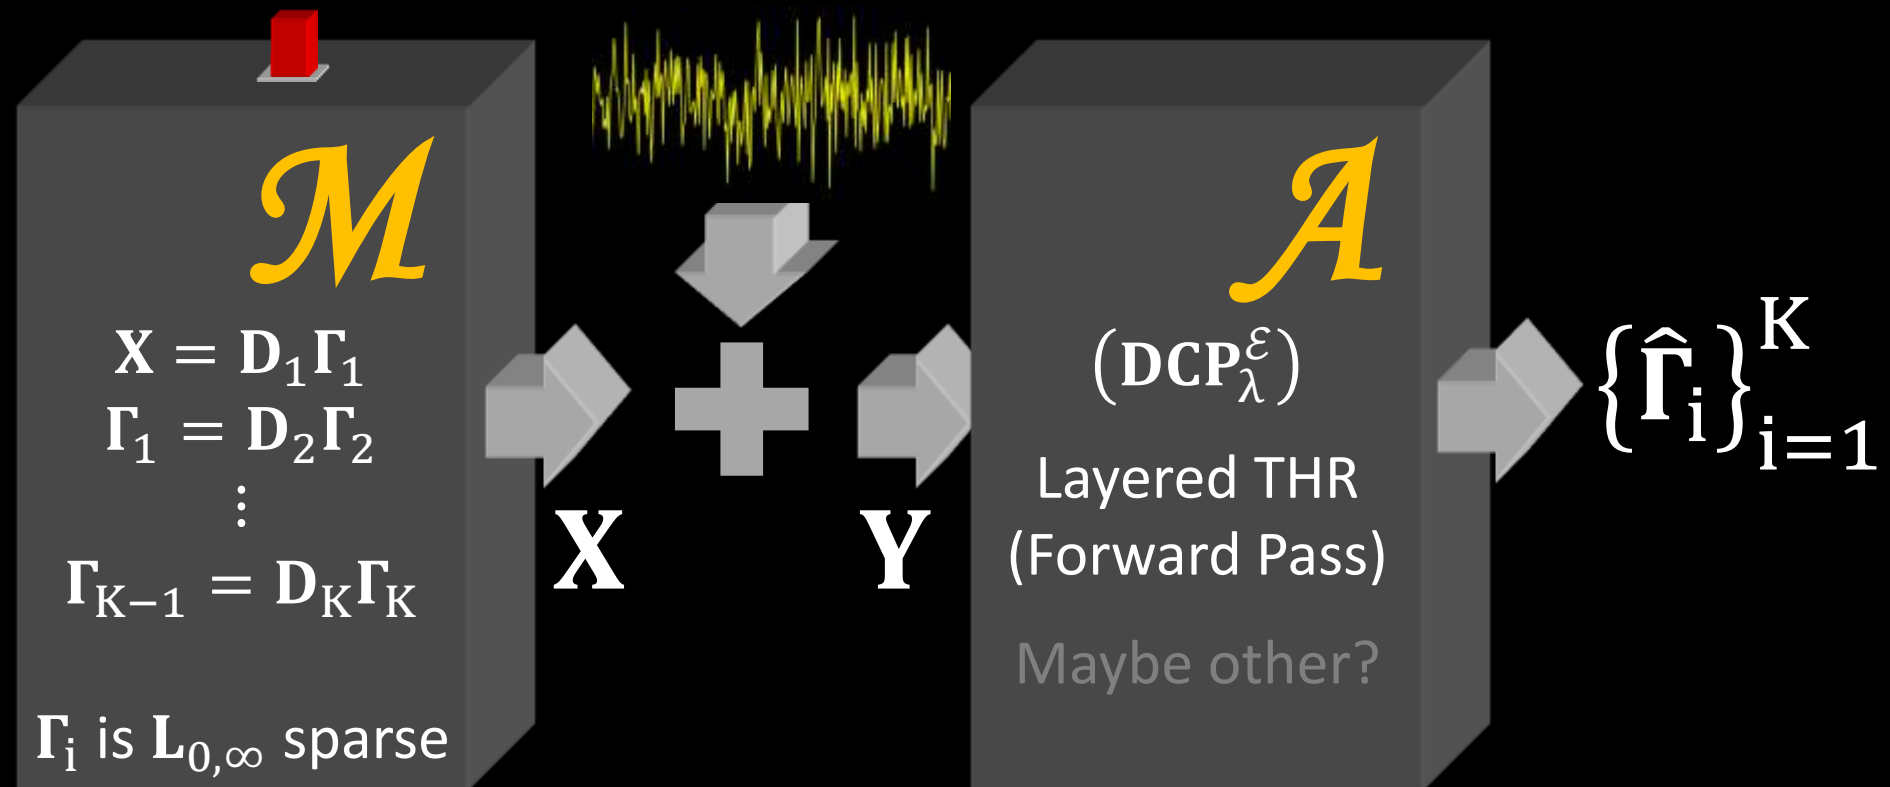 ℳ
𝐗 = 𝐃₁𝚪₁
𝚪₁ = 𝐃₂𝚪₂
⋮
𝚪_{K−1} = 𝐃_K𝚪_K
𝚪ᵢ is 𝐋_{0,∞} sparse
𝐗
𝐘
𝒜
(𝐃𝐂𝐏_λ^ℰ)
Layered THR
(Forward Pass)
Maybe other?
{𝚪̂ᵢ}_{i=1}^K